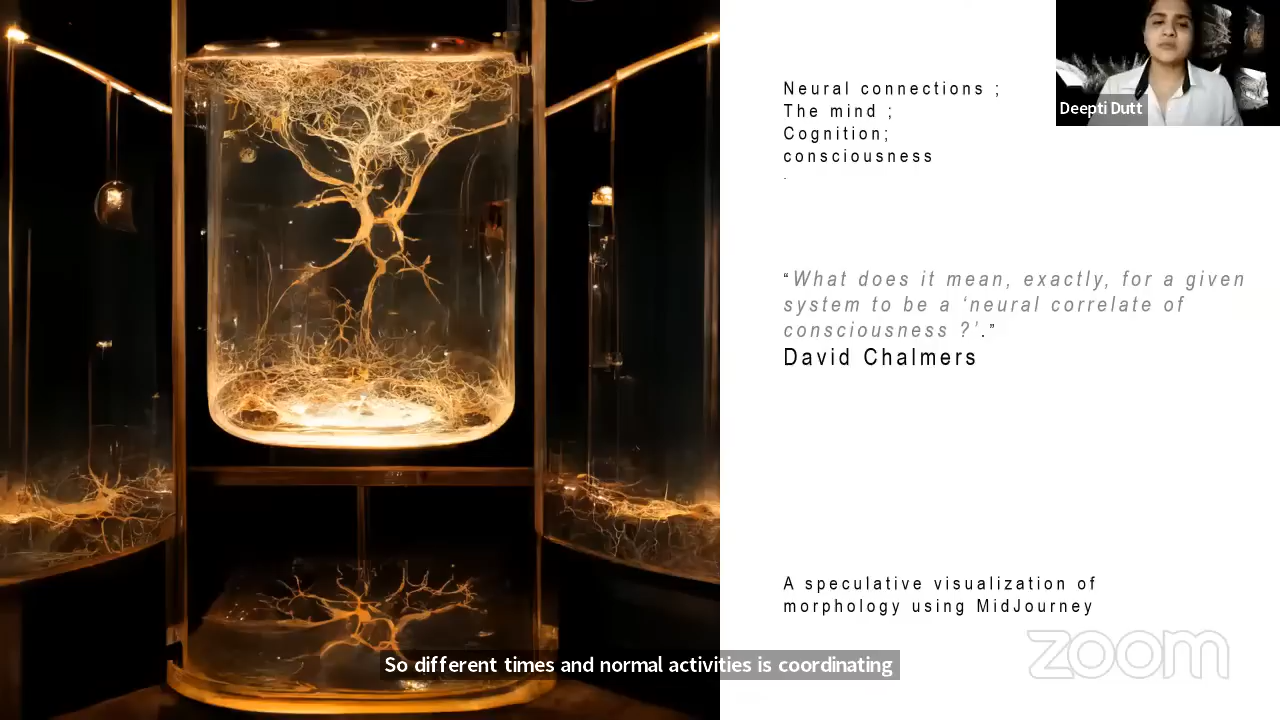 Neural connections ;
The mind ;
Cognition;
consciousness
.
Deepti Dutt
“What does it mean, exactly, for a given
system to be a ‘neural correlate of
consciousness ?’.”
David Chalmers
A speculative visualization of
morphology using MidJourney
zoom
So different times and normal activities is coordinating